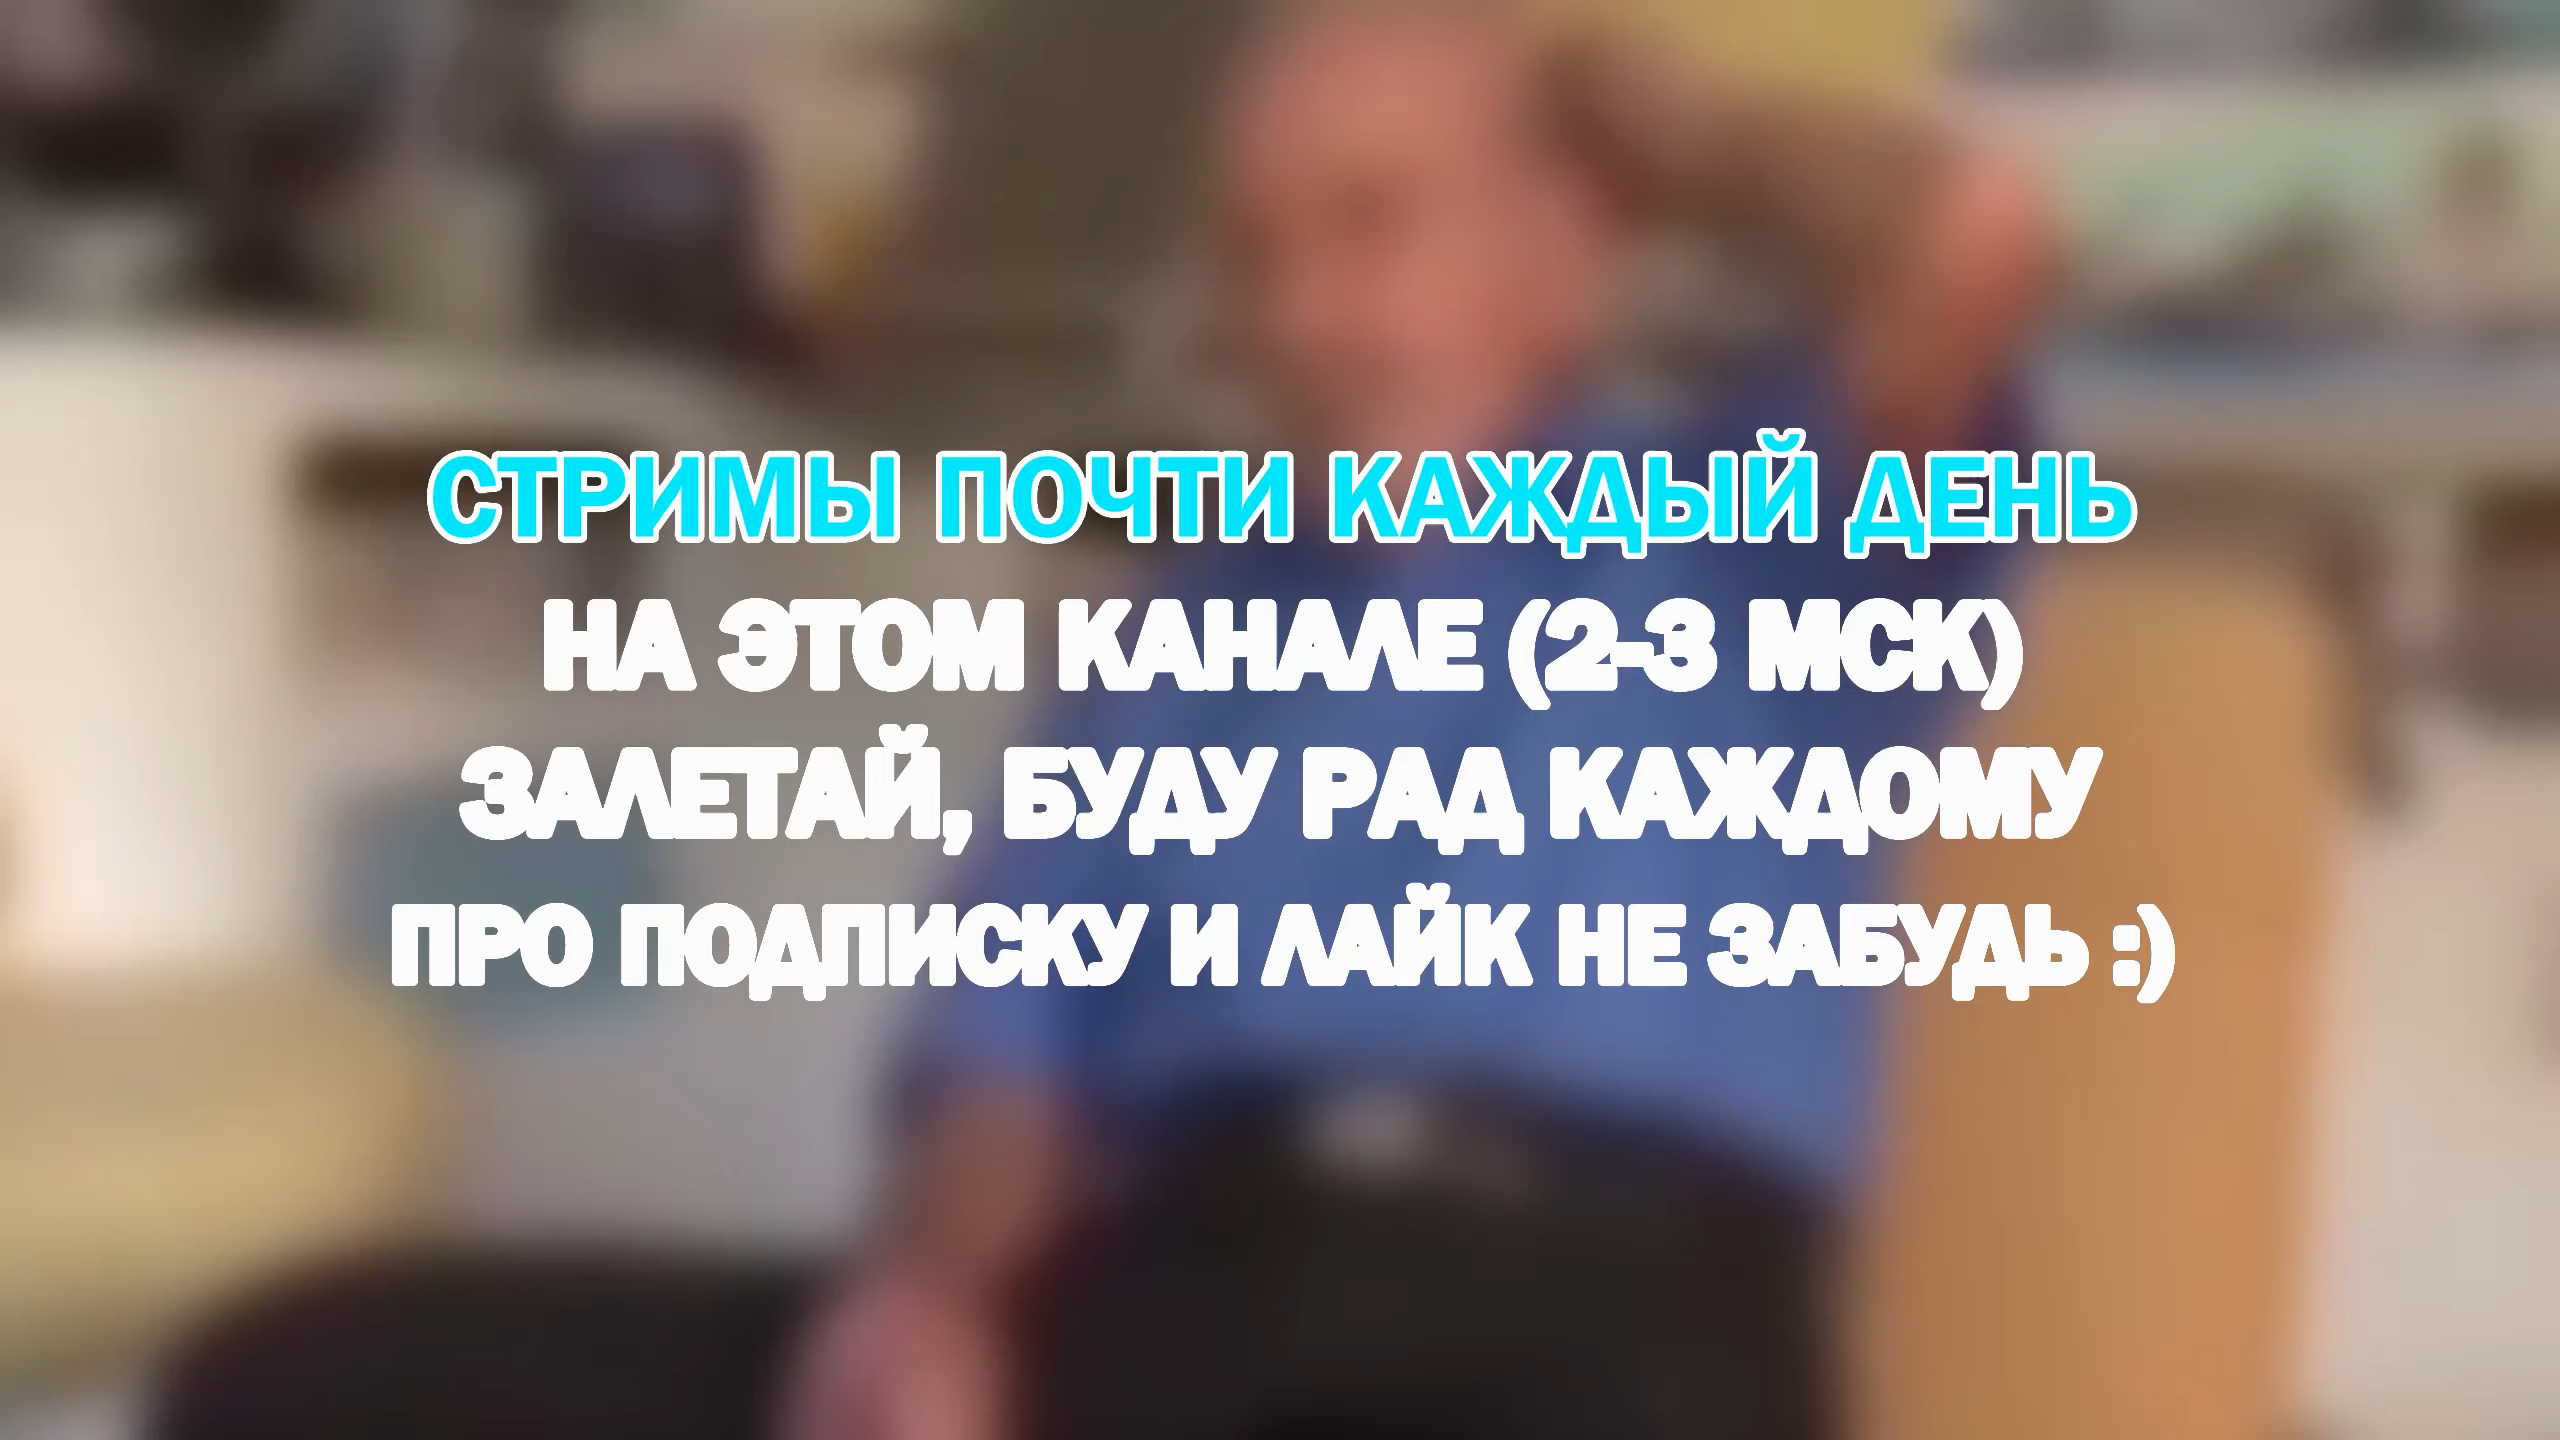 СТРИМЫ ПОЧТИ КАЖДЫЙ ДЕНЬ
НА ЭТОМ КАНАЛЕ (2-3 МСК)
ЗАЛЕТАЙ, БУДУ РАД КАЖДОМУ
ПРО ПОДПИСКУ И ЛАЙК НЕ ЗАБУДЬ :)